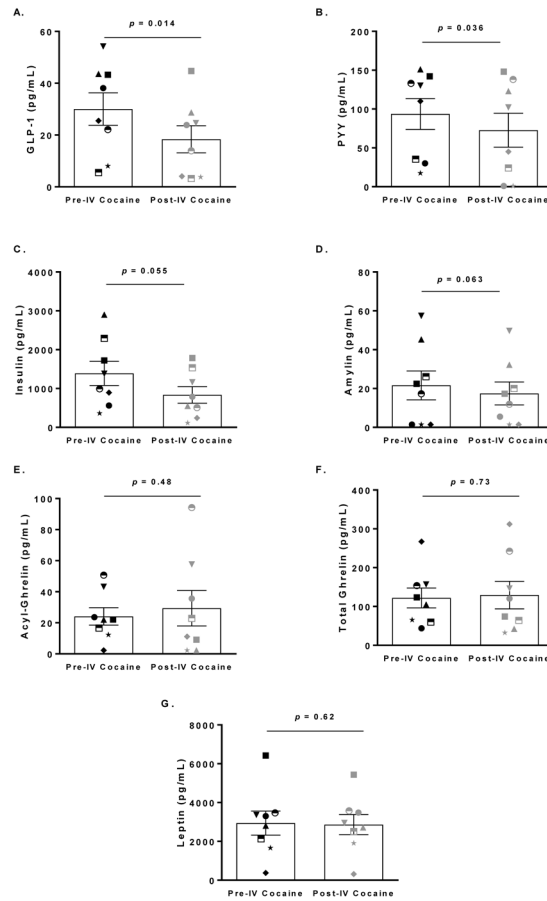 A.
p = 0.014
GLP-1 (pg/mL)
60
40
20
0
Pre-IV Cocaine Post-IV Cocaine
B.
p = 0.036
PYY (pg/mL)
200
150
100
50
0
Pre-IV Cocaine Post-IV Cocaine
C.
p = 0.055
Insulin (pg/mL)
4000
3000
2000
1000
0
Pre-IV Cocaine Post-IV Cocaine
D.
p = 0.063
Amylin (pg/mL)
80
60
40
20
0
Pre-IV Cocaine Post-IV Cocaine
E.
p = 0.48
Acyl-Ghrelin (pg/mL)
100
80
60
40
20
0
Pre-IV Cocaine Post-IV Cocaine
F.
p = 0.73
Total Ghrelin (pg/mL)
400
300
200
100
0
Pre-IV Cocaine Post-IV Cocaine
G.
p = 0.62
Leptin (pg/mL)
8000
6000
4000
2000
0
Pre-IV Cocaine Post-IV Cocaine